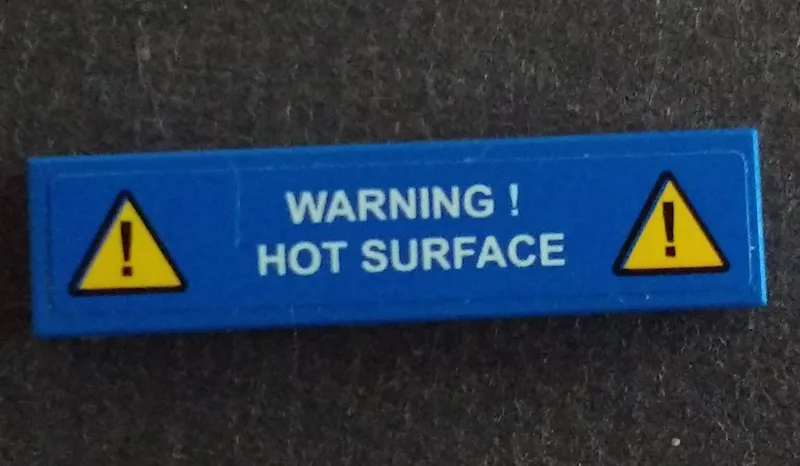 WARNING !
HOT SURFACE